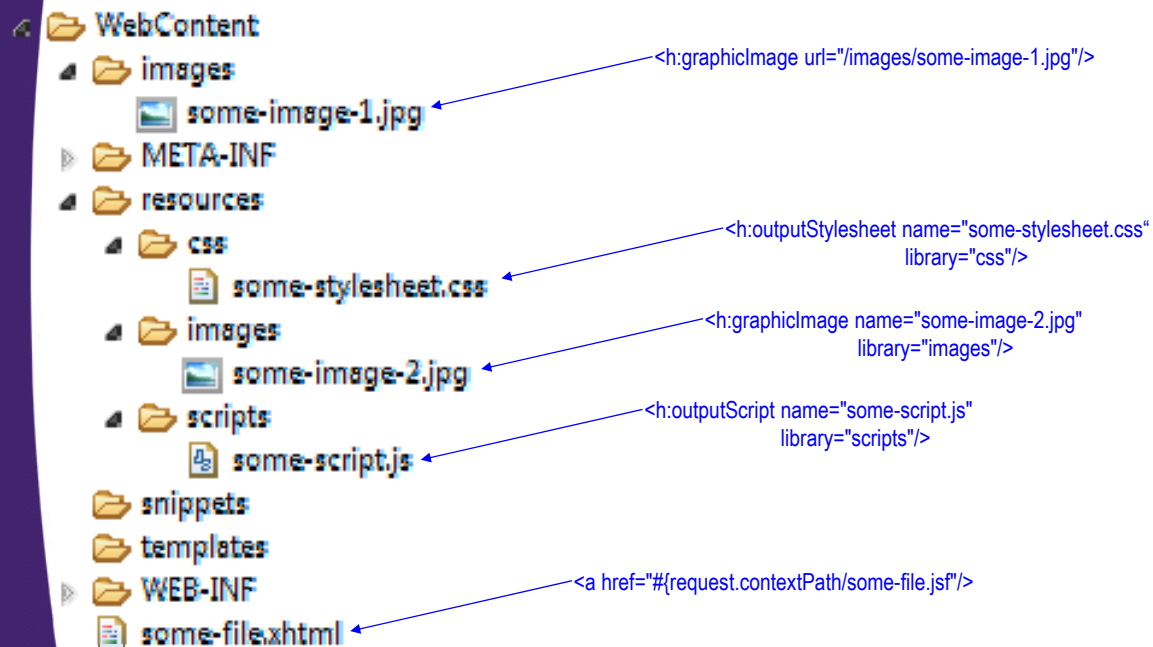 WebContent
images
<h:graphicImage url="/images/some-image-1.jpg"/>
some-image-1.jpg
META-INF
resources
css
<h:outputStylesheet name="some-stylesheet.css“
library="css"/>
some-stylesheet.css
images
<h:graphicImage name="some-image-2.jpg"
library="images"/>
some-image-2.jpg
scripts
<h:outputScript name="some-script.js"
library="scripts"/>
some-script.js
snippets
templates
WEB-INF
<a href="#{request.contextPath/some-file.jsf"/>
some-file.xhtml